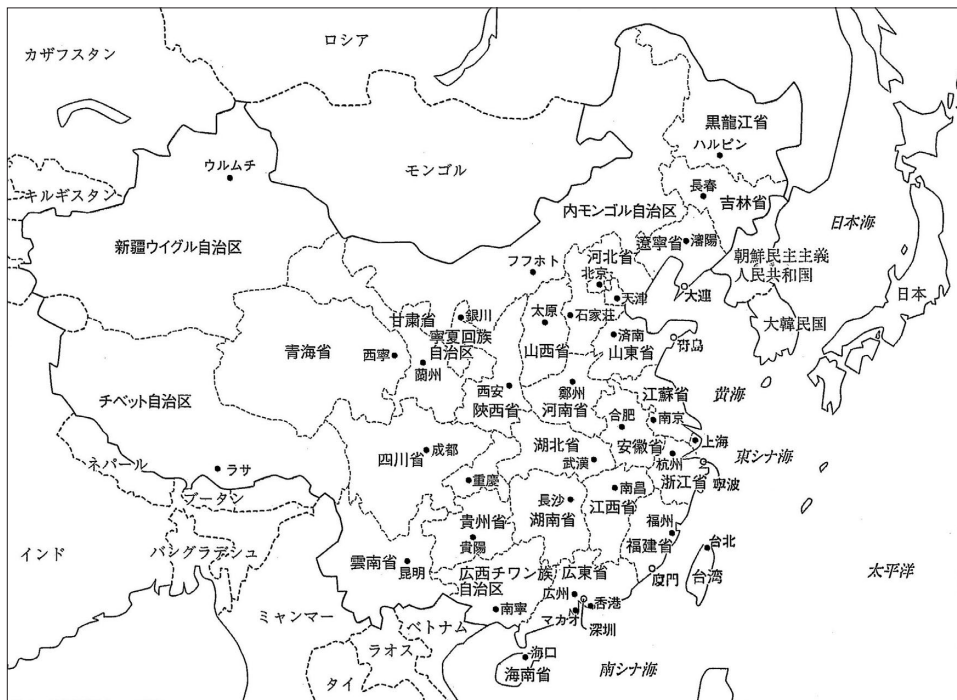 ロシア
カザフスタン
黒龍江省
ハルビン
ウルムチ
モンゴル
キルギスタン
長春
吉林省
内モンゴル自治区
日本海
新疆ウイグル自治区
遼寧省
瀋陽
河北省
朝鮮民主主義
人民共和国
フフホト
北京
大連
天津
日本
甘粛省
銀川
太原
石家荘
大韓民国
寧夏回族
自治区
青海省
西寧
蘭州
山西省
済南
山東省
青島
西安
鄭州
江蘇省
黄海
チベット自治区
陝西省
河南省
合肥
南京
四川省
成都
湖北省
安徽省
上海
武漢
杭州
東シナ海
ネパール
ラサ
浙江省
寧波
重慶
南昌
ブータン
長沙
江西省
貴州省
湖南省
福州
インド
バングラデシュ
貴陽
福建省
台北
雲南省
昆明
広西チワン族
自治区
広東省
台湾
厦門
太平洋
広州
香港
南寧
マカオ
深圳
ミャンマー
ベトナム
ラオス
海口
海南省
南シナ海
タイ